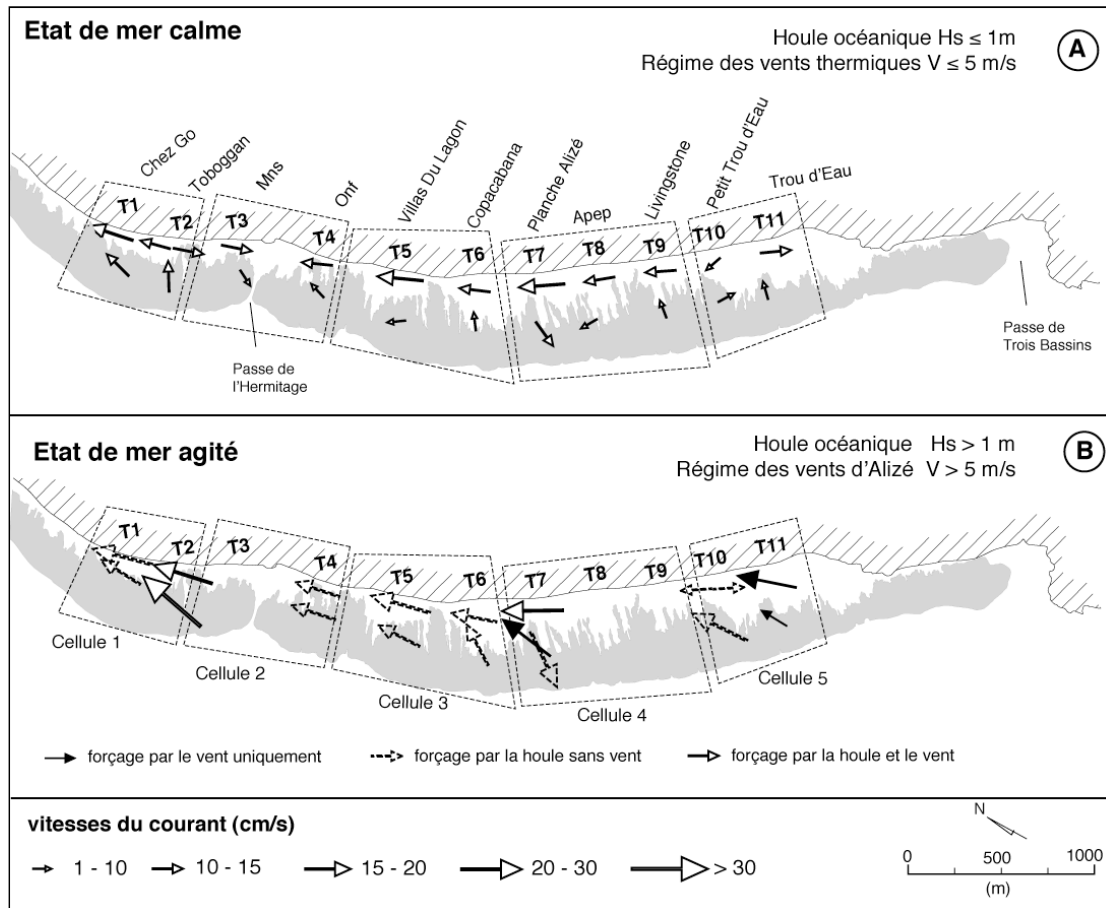 Etat de mer calme
Houle océanique Hs ≤ 1m
Régime des vents thermiques V ≤ 5 m/s
A
Chez Go
Toboggan
Mns
Onf
Villas Du Lagon
Copacabana
Planche Alizé
Apep
Livingstone
Petit Trou d'Eau
Trou d'Eau
T1
T2
T3
T4
T5
T6
T7
T8
T9
T10
T11
Passe de
l'Hermitage
Passe de
Trois Bassins
Etat de mer agité
Houle océanique Hs > 1 m
Régime des vents d'Alizé V > 5 m/s
B
T1
T2
T3
T4
T5
T6
T7
T8
T9
T10
T11
Cellule 1
Cellule 2
Cellule 3
Cellule 4
Cellule 5
forçage par le vent uniquement
forçage par la houle sans vent
forçage par la houle et le vent
vitesses du courant (cm/s)
1 - 10
10 - 15
15 - 20
20 - 30
> 30
N
0 500 1000
(m)